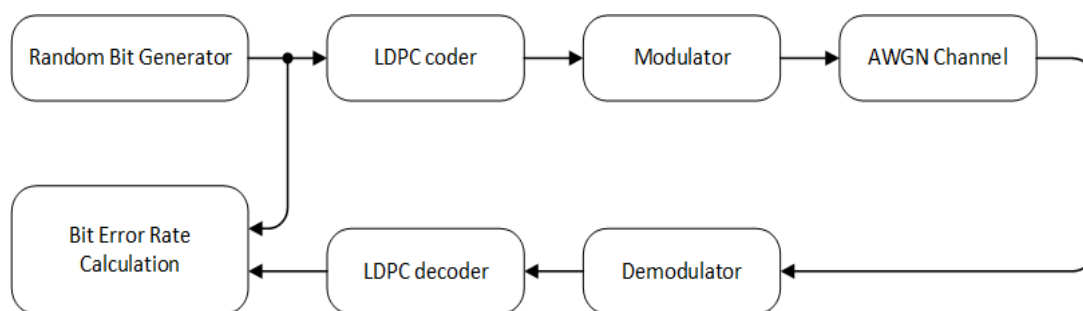 Random Bit Generator
LDPC coder
Modulator
AWGN Channel
Bit Error Rate
Calculation
LDPC decoder
Demodulator